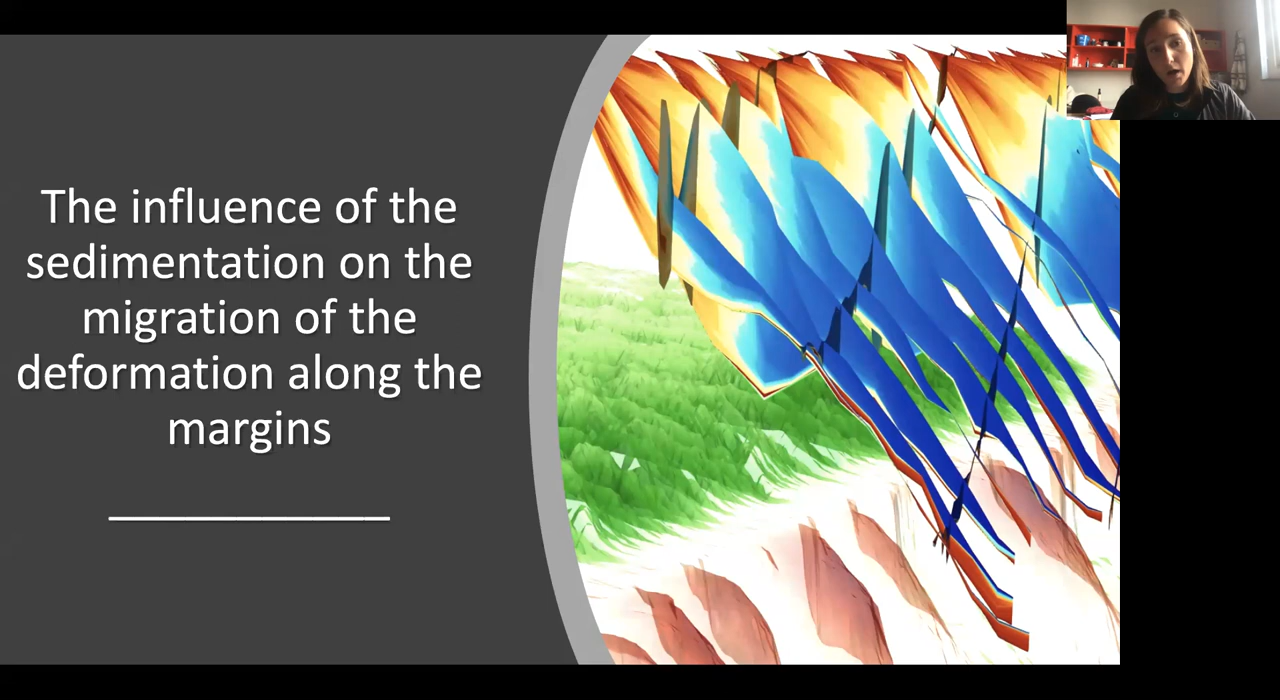 The influence of the
sedimentation on the
migration of the
deformation along the
margins